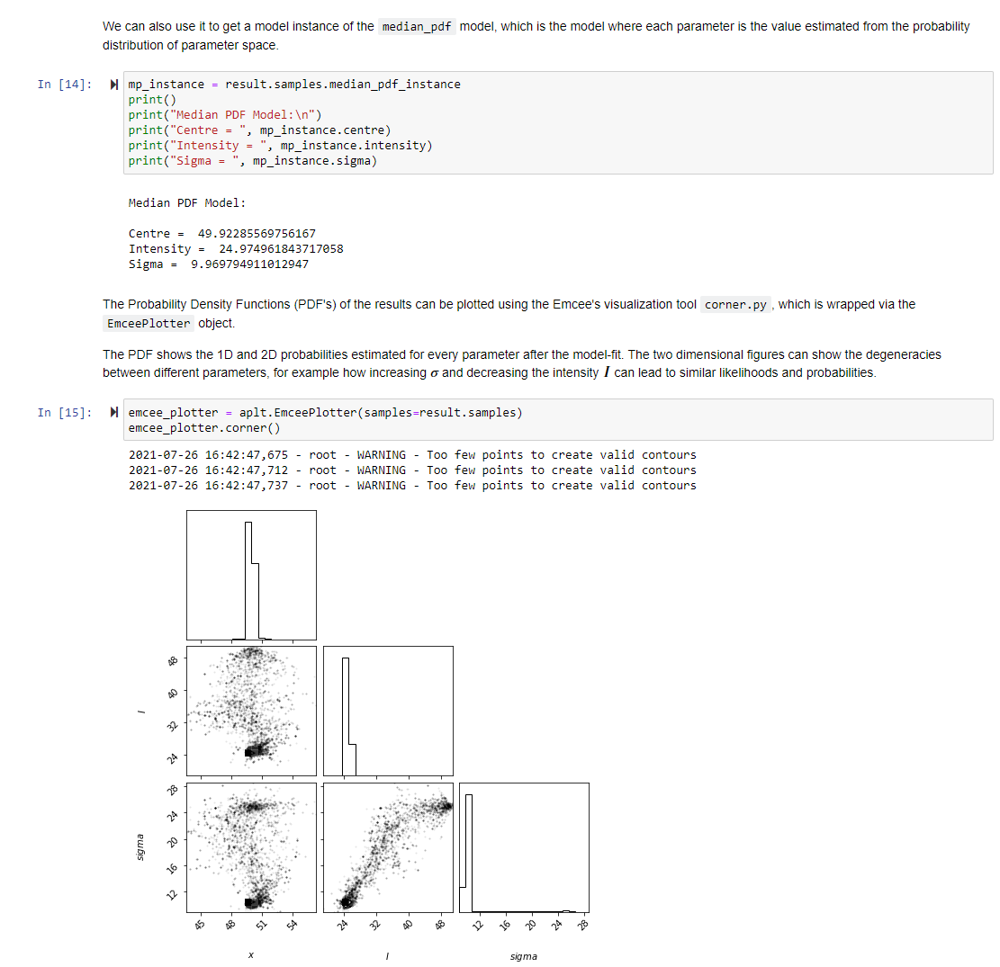 We can also use it to get a model instance of the median_pdf model, which is the model where each parameter is the value estimated from the probability
distribution of parameter space.
In [14]:
mp_instance = result.samples.median_pdf_instance
print()
print("Median PDF Model:\n")
print("Centre = ", mp_instance.centre)
print("Intensity = ", mp_instance.intensity)
print("Sigma = ", mp_instance.sigma)
Median PDF Model:
Centre =  49.92285569756167
Intensity =  24.974961843717058
Sigma =  9.969794911012947
The Probability Density Functions (PDF's) of the results can be plotted using the Emcee's visualization tool corner.py , which is wrapped via the
EmceePlotter object.
The PDF shows the 1D and 2D probabilities estimated for every parameter after the model-fit. The two dimensional figures can show the degeneracies
between different parameters, for example how increasing σ and decreasing the intensity I can lead to similar likelihoods and probabilities.
In [15]:
emcee_plotter = aplt.EmceePlotter(samples=result.samples)
emcee_plotter.corner()
2021-07-26 16:42:47,675 - root - WARNING - Too few points to create valid contours
2021-07-26 16:42:47,712 - root - WARNING - Too few points to create valid contours
2021-07-26 16:42:47,737 - root - WARNING - Too few points to create valid contours
48
40
32
24
I
28
24
20
16
12
sigma
45 48 51 54
24 32 40 48
12 16 20 24 28
x
I
sigma